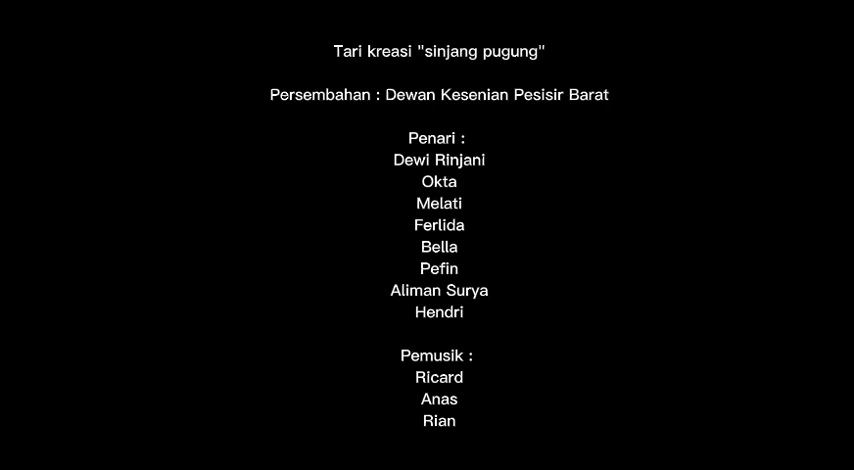 Tari kreasi "sinjang pugung"
Persembahan : Dewan Kesenian Pesisir Barat
Penari :
Dewi Rinjani
Okta
Melati
Ferlida
Bella
Pefin
Aliman Surya
Hendri
Pemusik :
Ricard
Anas
Rian